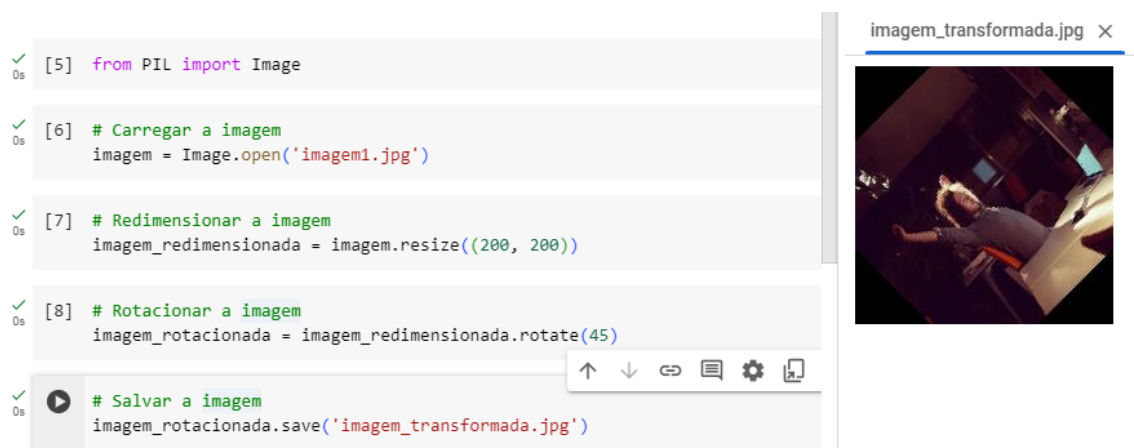 imagem_transformada.jpg
0s
[5] from PIL import Image
0s
[6] # Carregar a imagem
imagem = Image.open('imagem1.jpg')
0s
[7] # Redimensionar a imagem
imagem_redimensionada = imagem.resize((200, 200))
0s
[8] # Rotacionar a imagem
imagem_rotacionada = imagem_redimensionada.rotate(45)
0s
# Salvar a imagem
imagem_rotacionada.save('imagem_transformada.jpg')